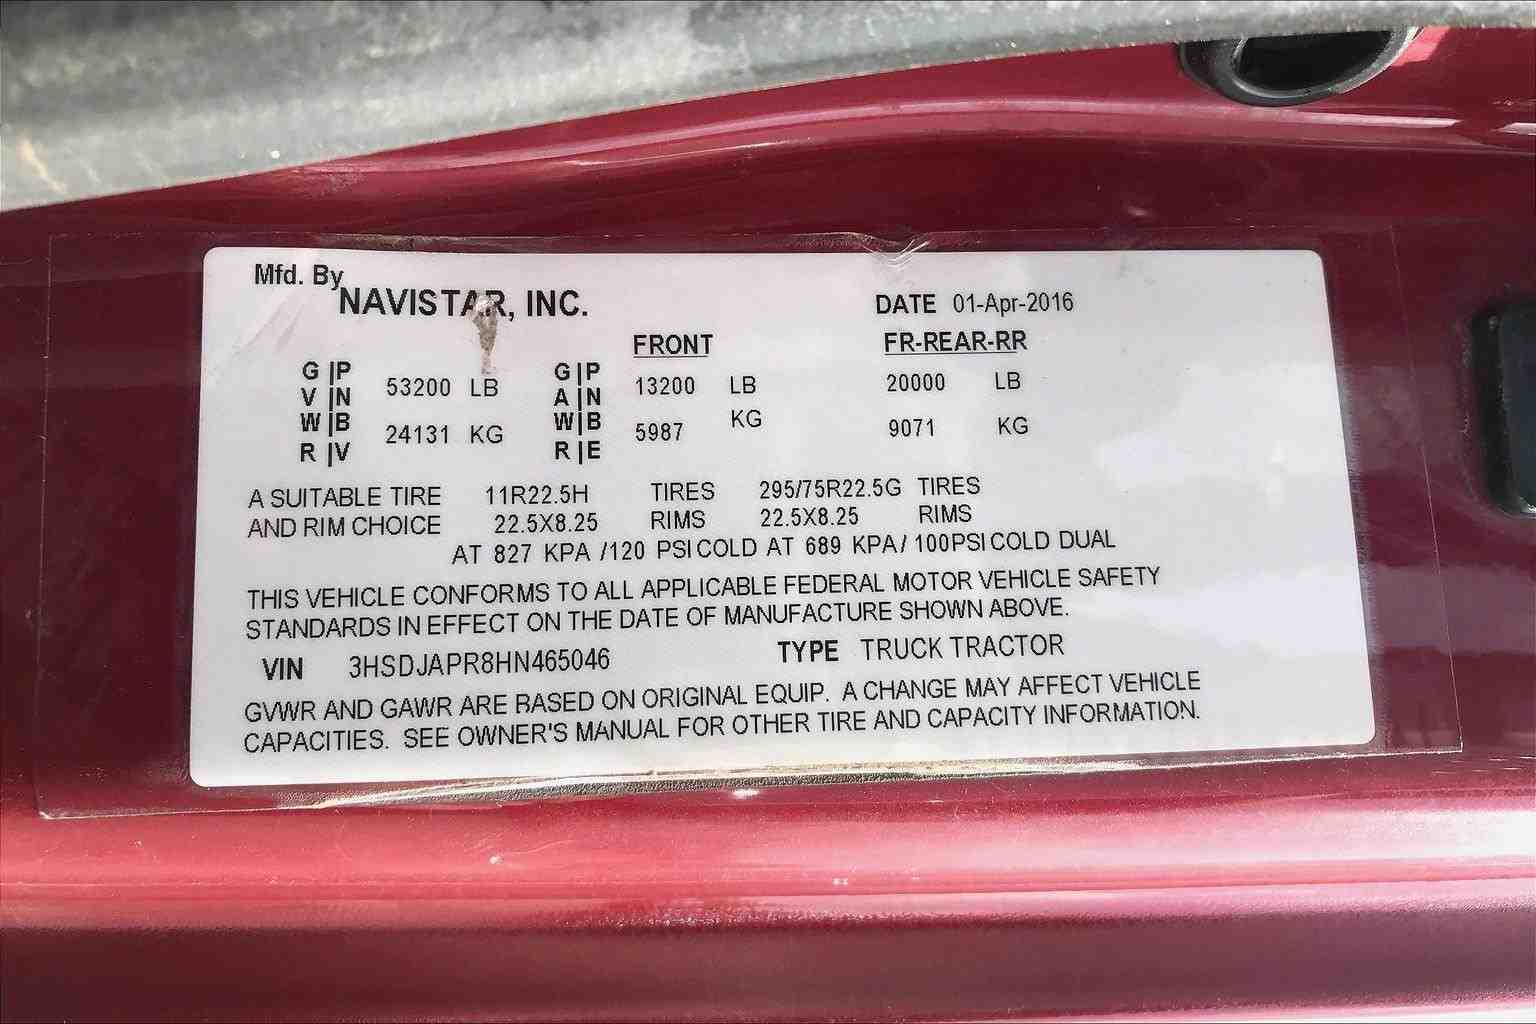 Mfd. By
NAVISTAR, INC.
DATE 01-Apr-2016
FRONT FR-REAR-RR
G|P 53200 LB G|P 13200 LB 20000 LB
V|N A|N
W|B 24131 KG W|B 5987 KG 9071 KG
R|V R|E
A SUITABLE TIRE 11R22.5H TIRES 295/75R22.5G TIRES
AND RIM CHOICE 22.5X8.25 RIMS 22.5X8.25 RIMS
AT 827 KPA /120 PSI COLD AT 689 KPA/ 100PSI COLD DUAL
THIS VEHICLE CONFORMS TO ALL APPLICABLE FEDERAL MOTOR VEHICLE SAFETY
STANDARDS IN EFFECT ON THE DATE OF MANUFACTURE SHOWN ABOVE.
VIN 3HSDJAPR8HN465046 TYPE TRUCK TRACTOR
GVWR AND GAWR ARE BASED ON ORIGINAL EQUIP. A CHANGE MAY AFFECT VEHICLE
CAPACITIES. SEE OWNER'S MANUAL FOR OTHER TIRE AND CAPACITY INFORMATION.